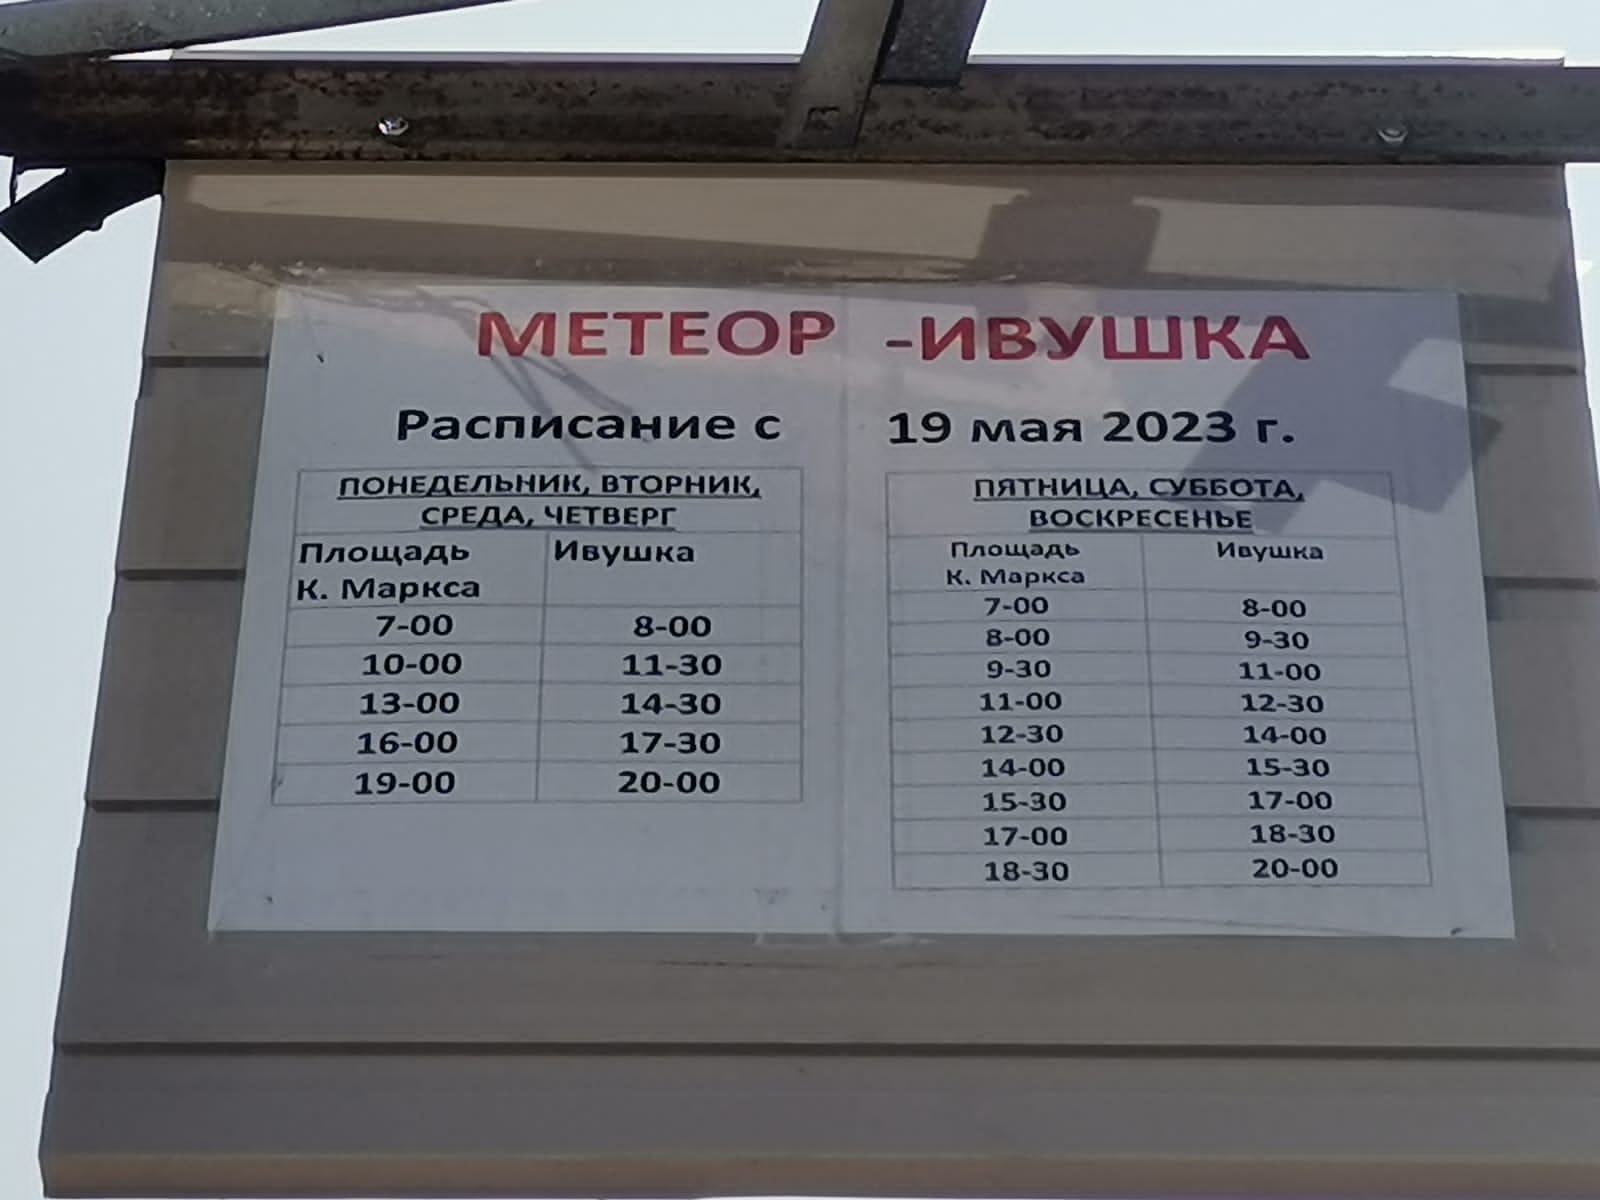 МЕТЕОР -ИВУШКА
Расписание с 19 мая 2023 г.
ПОНЕДЕЛЬНИК, ВТОРНИК,
СРЕДА, ЧЕТВЕРГ
Площадь Ивушка
К. Маркса
7-00 8-00
10-00 11-30
13-00 14-30
16-00 17-30
19-00 20-00
ПЯТНИЦА, СУББОТА,
ВОСКРЕСЕНЬЕ
Площадь Ивушка
К. Маркса
7-00 8-00
8-00 9-30
9-30 11-00
11-00 12-30
12-30 14-00
14-00 15-30
15-30 17-00
17-00 18-30
18-30 20-00